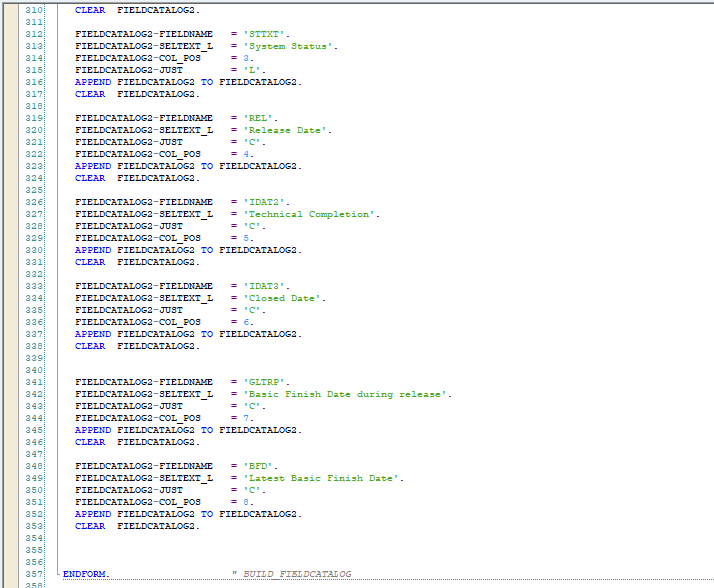 310 CLEAR FIELDCATALOG2.
311
312 FIELDCATALOG2-FIELDNAME = 'STTXT'.
313 FIELDCATALOG2-SELTEXT_L = 'System Status'.
314 FIELDCATALOG2-COL_POS = 3.
315 FIELDCATALOG2-JUST = 'L'.
316 APPEND FIELDCATALOG2 TO FIELDCATALOG2.
317 CLEAR FIELDCATALOG2.
318
319 FIELDCATALOG2-FIELDNAME = 'REL'.
320 FIELDCATALOG2-SELTEXT_L = 'Release Date'.
321 FIELDCATALOG2-JUST = 'C'.
322 FIELDCATALOG2-COL_POS = 4.
323 APPEND FIELDCATALOG2 TO FIELDCATALOG2.
324 CLEAR FIELDCATALOG2.
325
326 FIELDCATALOG2-FIELDNAME = 'IDAT2'.
327 FIELDCATALOG2-SELTEXT_L = 'Technical Completion'.
328 FIELDCATALOG2-JUST = 'C'.
329 FIELDCATALOG2-COL_POS = 5.
330 APPEND FIELDCATALOG2 TO FIELDCATALOG2.
331 CLEAR FIELDCATALOG2.
332
333 FIELDCATALOG2-FIELDNAME = 'IDAT3'.
334 FIELDCATALOG2-SELTEXT_L = 'Closed Date'.
335 FIELDCATALOG2-JUST = 'C'.
336 FIELDCATALOG2-COL_POS = 6.
337 APPEND FIELDCATALOG2 TO FIELDCATALOG2.
338 CLEAR FIELDCATALOG2.
339
340
341 FIELDCATALOG2-FIELDNAME = 'GLTRP'.
342 FIELDCATALOG2-SELTEXT_L = 'Basic Finish Date during release'.
343 FIELDCATALOG2-JUST = 'C'.
344 FIELDCATALOG2-COL_POS = 7.
345 APPEND FIELDCATALOG2 TO FIELDCATALOG2.
346 CLEAR FIELDCATALOG2.
347
348 FIELDCATALOG2-FIELDNAME = 'BFD'.
349 FIELDCATALOG2-SELTEXT_L = 'Latest Basic Finish Date'.
350 FIELDCATALOG2-JUST = 'C'.
351 FIELDCATALOG2-COL_POS = 8.
352 APPEND FIELDCATALOG2 TO FIELDCATALOG2.
353 CLEAR FIELDCATALOG2.
354
355
356
357 ENDFORM. " BUILD_FIELDCATALOG
358